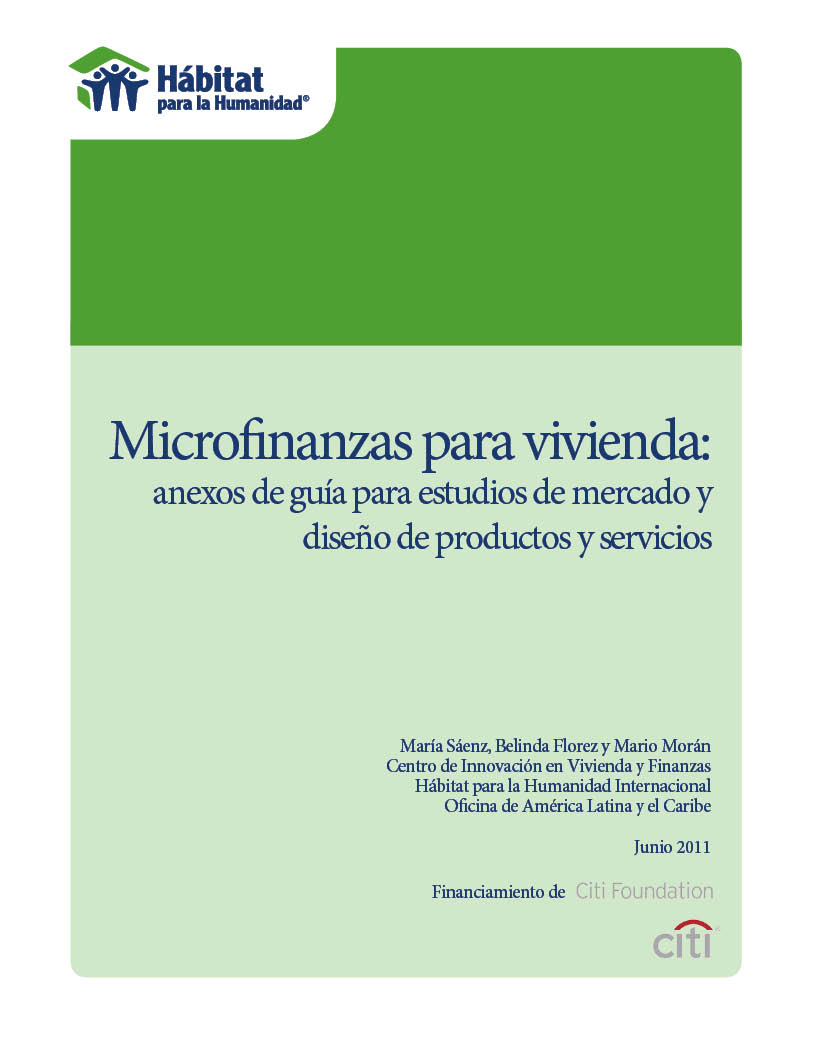 Hábitat
para la Humanidad®
Microfinanzas para vivienda:
anexos de guía para estudios de mercado y
diseño de productos y servicios
María Sáenz, Belinda Florez y Mario Morán
Centro de Innovación en Vivienda y Finanzas
Hábitat para la Humanidad Internacional
Oficina de América Latina y el Caribe
Junio 2011
Financiamiento de Citi Foundation
citi®